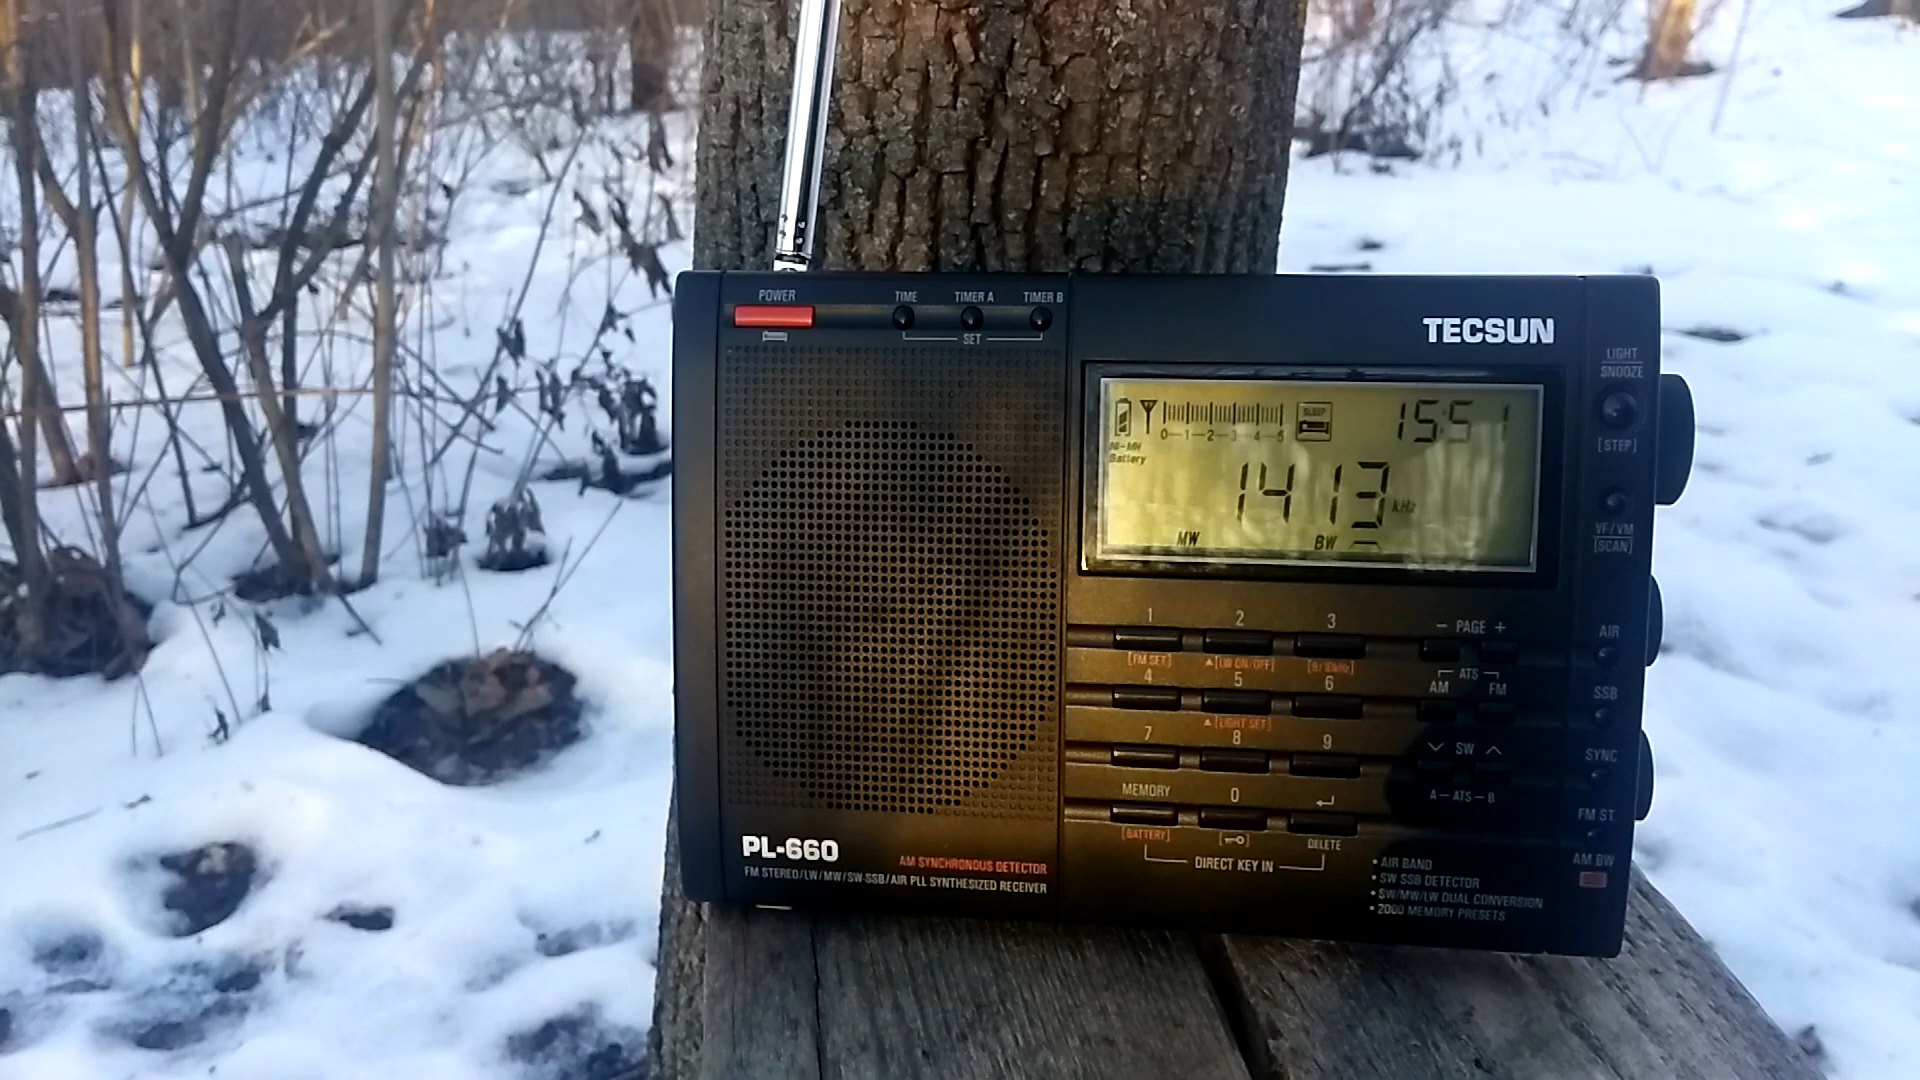 POWER
TIME TIMER A TIMER B
SET
TECSUN
LIGHT
SNOOZE
[STEP]
VF/VM
[SCAN]
SLEEP
15:51
0-1-2-3-4-5
Ni-MH
Battery
1413 kHz
MW BW
1 2 3 - PAGE +
[FM SET] [LW ON/OFF] [9/10kHz]
4 5 6
ATS
AM FM
[LIGHT SET]
7 8 9
SW
MEMORY 0
A-ATS-B
[BATTERY] DELETE
DIRECT KEY IN
AIR
SSB
SYNC
FM ST.
AM BW
PL-660
AM SYNCHRONOUS DETECTOR
FM STEREO/LW/MW/SW-SSB/AIR PLL SYNTHESIZED RECEIVER
• AIR BAND
• SW SSB DETECTOR
• SW/MW/LW DUAL CONVERSION
• 2000 MEMORY PRESETS